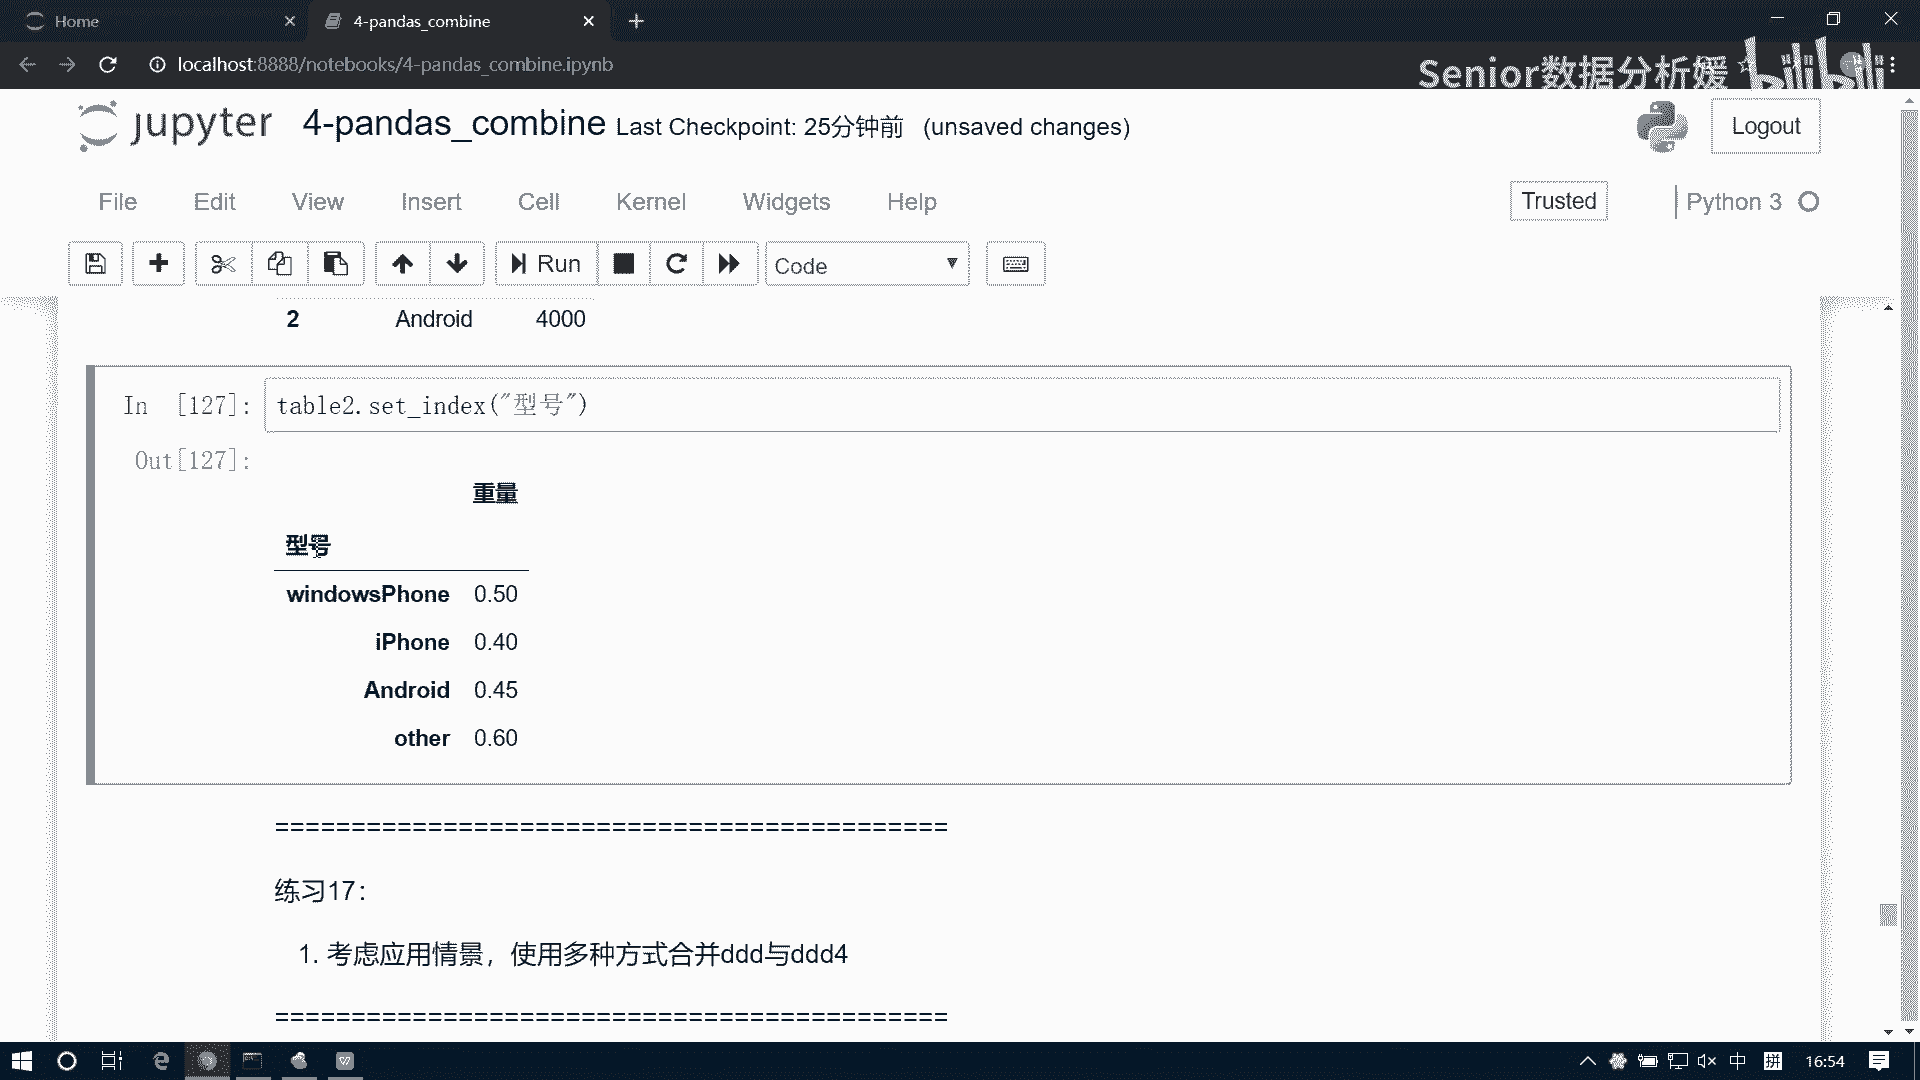 Home
4-pandas_combine
localhost:8888/notebooks/4-pandas_combine.ipynb
Senior数据分析媛 bilibili
jupyter 4-pandas_combine Last Checkpoint: 25分钟前 (unsaved changes)
Logout
File Edit View Insert Cell Kernel Widgets Help
Trusted Python 3
Run Code
2 Android 4000
In [127]: table2.set_index("型号")
Out[127]:
重量
型号
windowsPhone 0.50
iPhone 0.40
Android 0.45
other 0.60
============================================
练习17：
1. 考虑应用情景，使用多种方式合并ddd与ddd4
============================================
中 拼 16:54